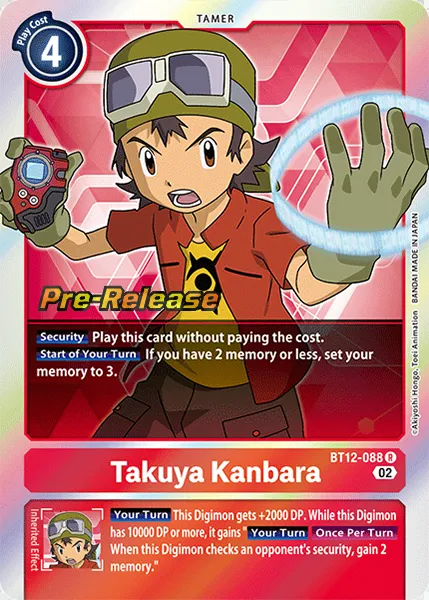 TAMER
Play Cost
4
Pre-Release
Security Play this card without paying the cost.
Start of Your Turn If you have 2 memory or less, set your
memory to 3.
©Akiyoshi Hongo, Toei Animation BANDAI MADE IN JAPAN
BT12-088 R
Takuya Kanbara
02
Inherited Effect
Your Turn This Digimon gets +2000 DP. While this Digimon
has 10000 DP or more, it gains" Your Turn Once Per Turn
When this Digimon checks an opponent's security, gain 2
memory."